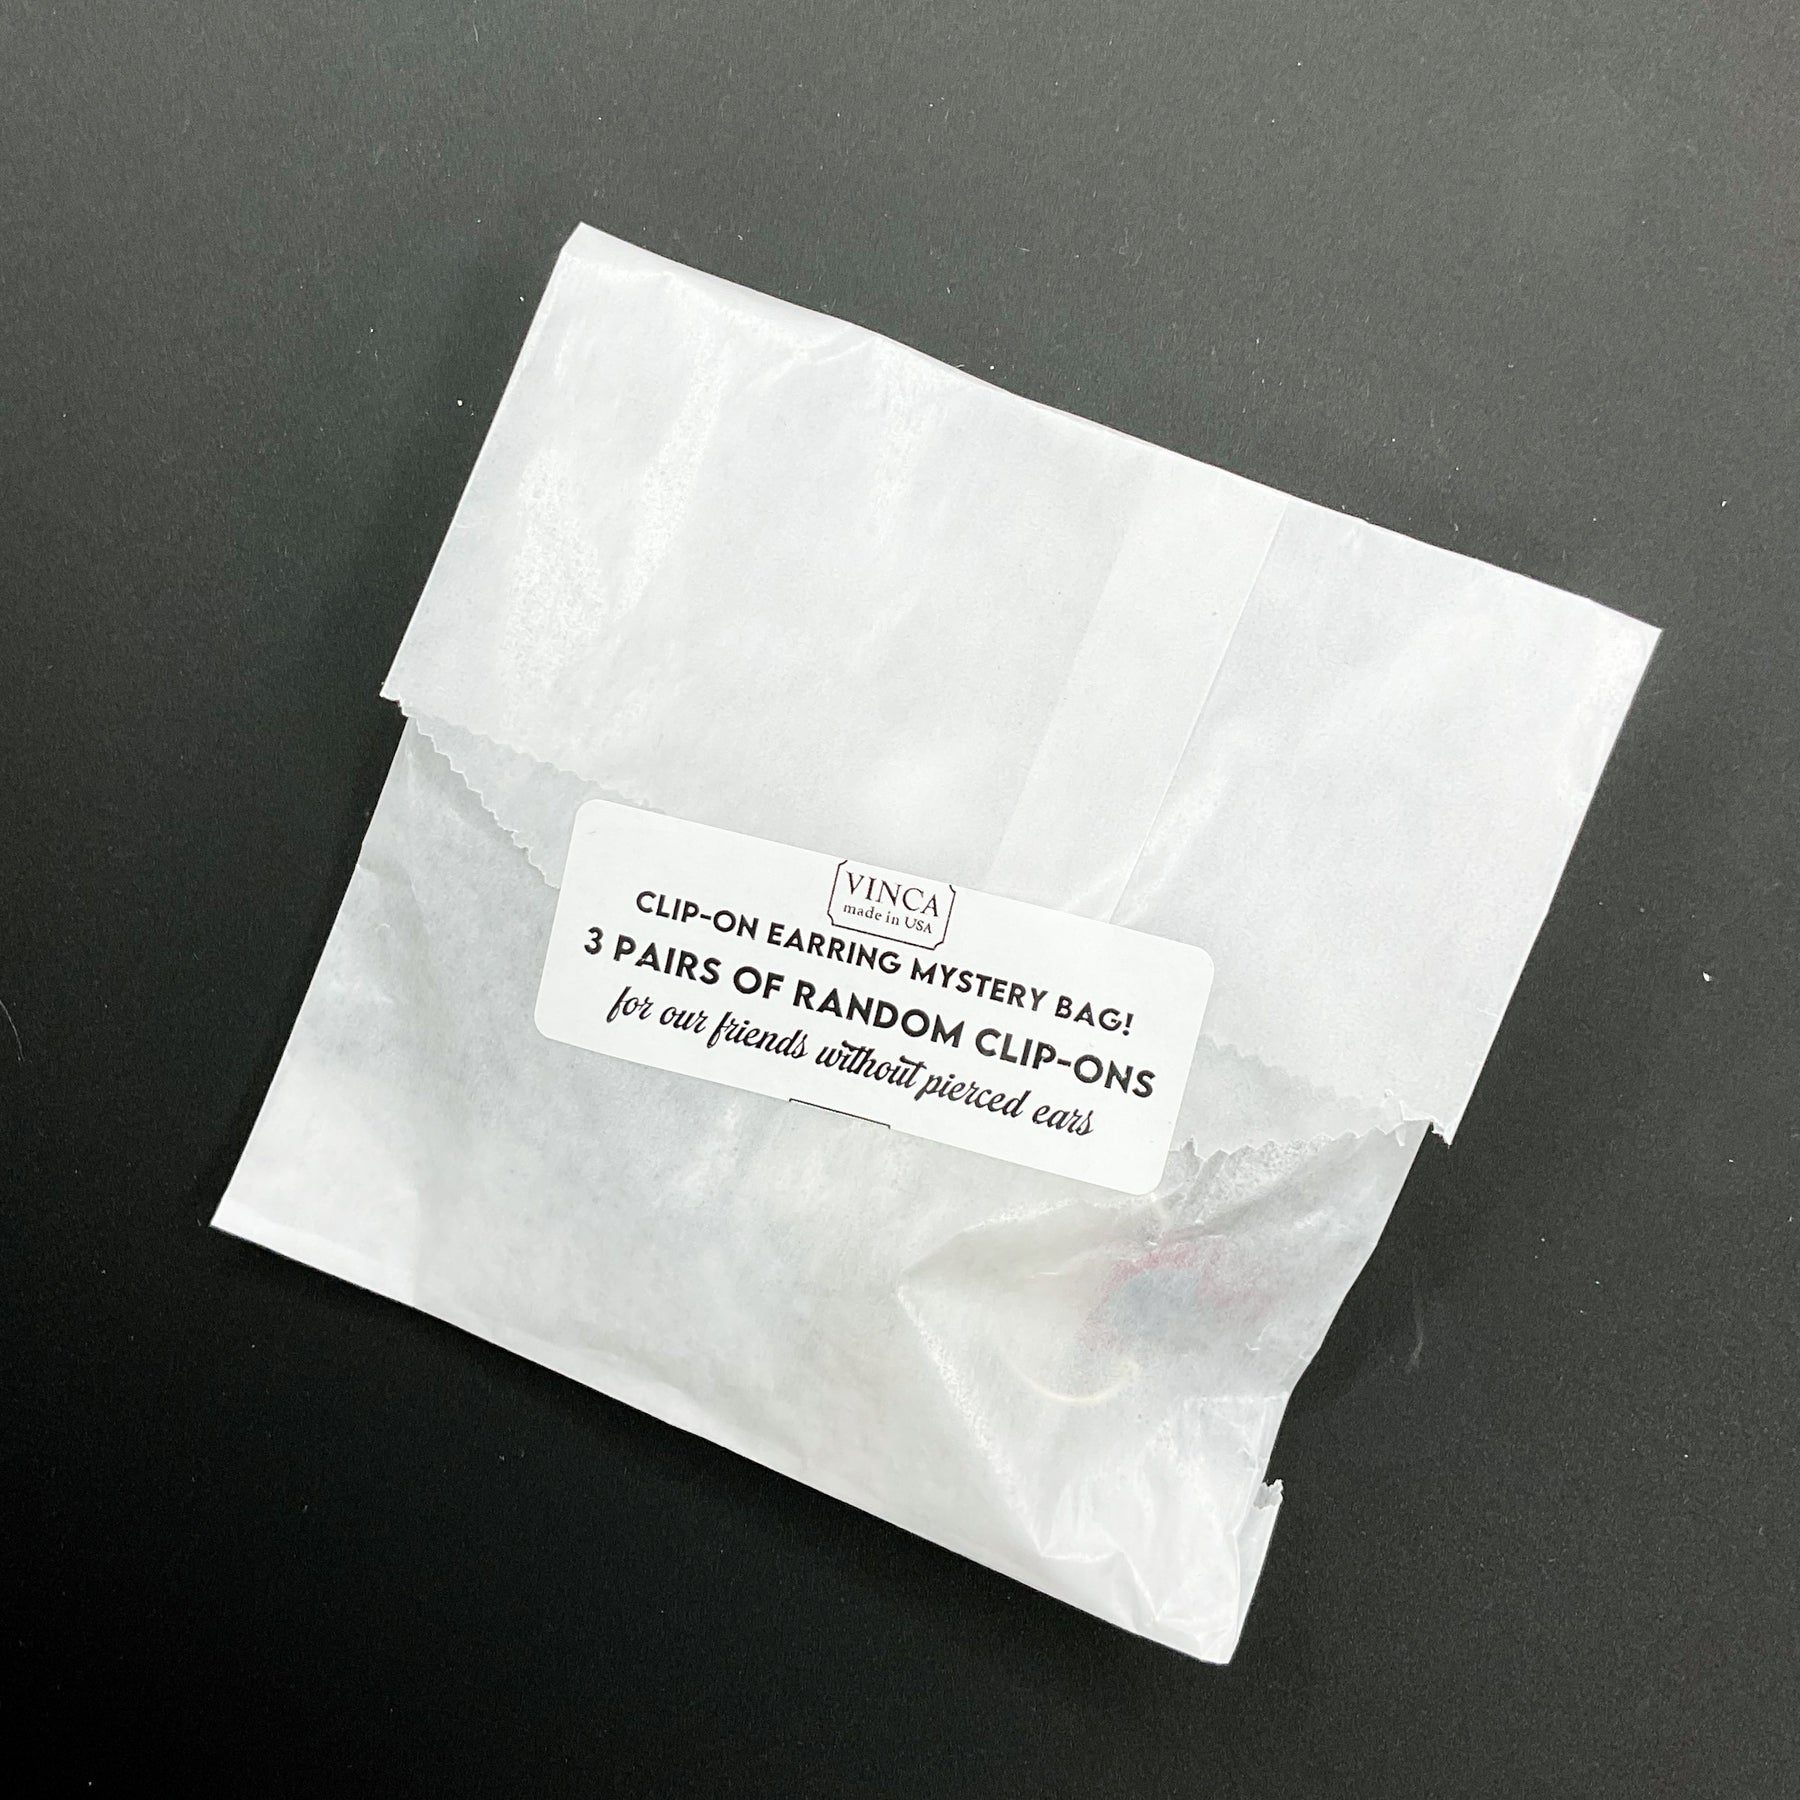 VINCA
made in USA
CLIP-ON EARRING MYSTERY BAG!
3 PAIRS OF RANDOM CLIP-ONS
for our friends without pierced ears